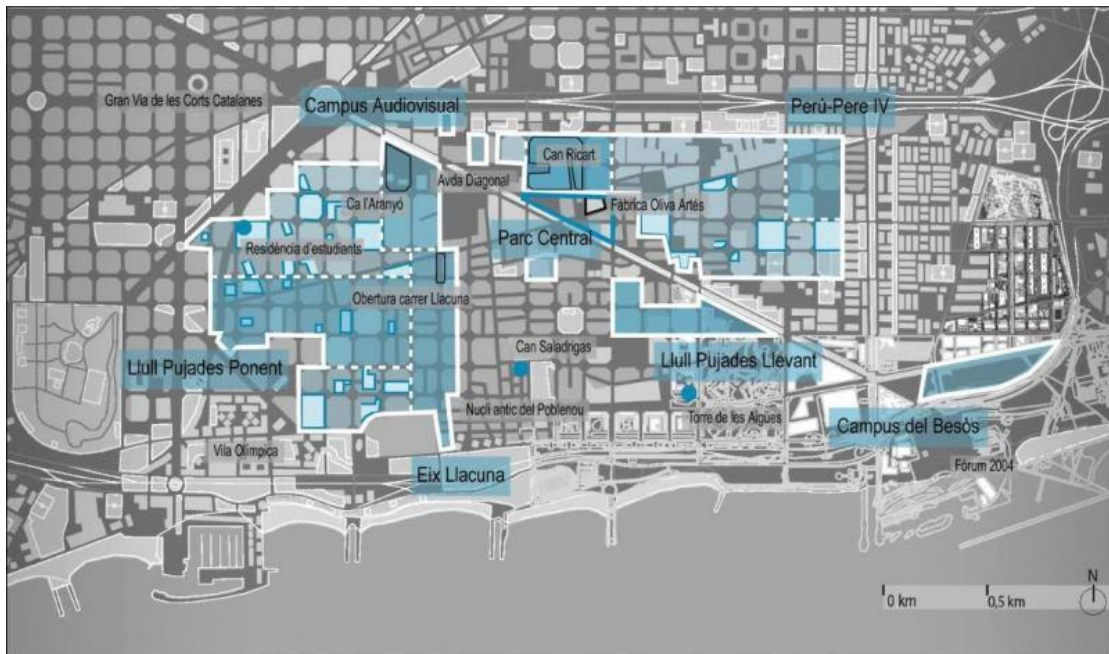 Gran Via de les Corts Catalanes
Campus Audiovisual
Perú-Pere IV
Can Ricart
Avda Diagonal
Ca l'Aranyó
Fàbrica Oliva Artés
Residència d'estudiants
Parc Central
Obertura carrer Llacuna
Can Saladrigas
Llull Pujades Ponent
Llull Pujades Llevant
Nucli antic del Poblenou
Torre de les Aigües
Campus del Besòs
Vila Olímpica
Fòrum 2004
Eix Llacuna
N
0 km
0,5 km